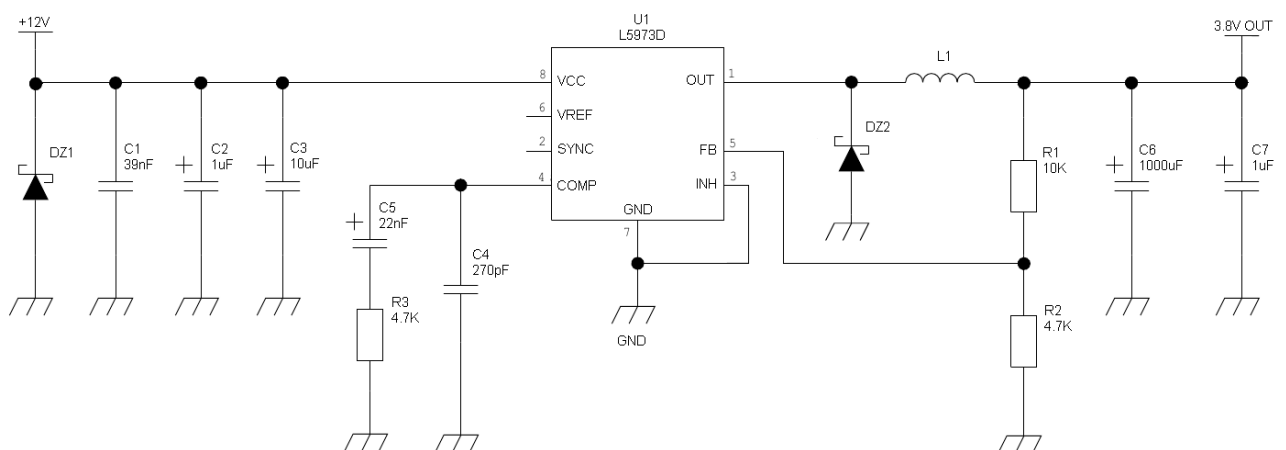 +12V
U1
L5973D
3.8V OUT
L1
8
VCC
OUT
1
6
VREF
2
SYNC
FB
5
4
COMP
INH
3
GND
7
DZ1
C1
39nF
C2
1uF
C3
10uF
DZ2
R1
10K
C6
1000uF
C7
1uF
C5
22nF
C4
270pF
R3
4.7K
R2
4.7K
GND